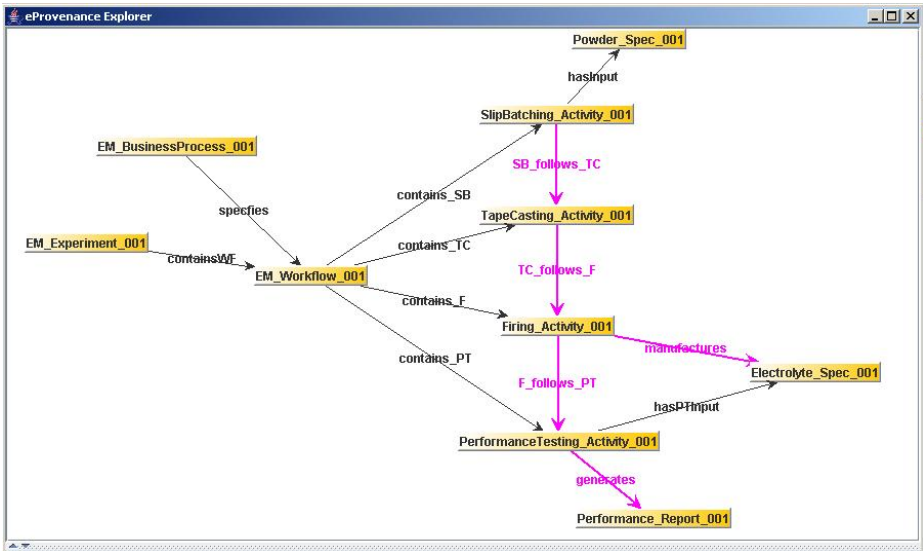 eProvenance Explorer
Powder_Spec_001
hasInput
SlipBatching_Activity_001
EM_BusinessProcess_001
SB_follows_TC
contains_SB
specfies
TapeCasting_Activity_001
EM_Experiment_001
contains_TC
containsWF
EM_Workflow_001
TC_follows_F
contains_F
Firing_Activity_001
manufactures
contains_PT
Electrolyte_Spec_001
F_follows_PT
hasPTInput
PerformanceTesting_Activity_001
generates
Performance_Report_001